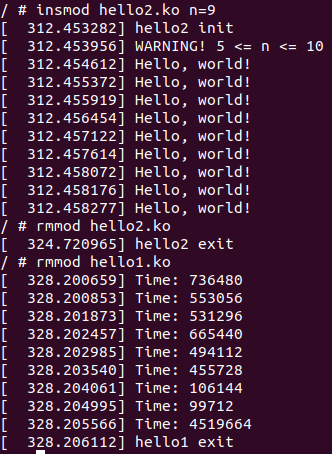 / # insmod hello2.ko n=9
[  312.453282] hello2 init
[  312.453956] WARNING! 5 <= n <= 10
[  312.454612] Hello, world!
[  312.455372] Hello, world!
[  312.455919] Hello, world!
[  312.456454] Hello, world!
[  312.457122] Hello, world!
[  312.457614] Hello, world!
[  312.458072] Hello, world!
[  312.458176] Hello, world!
[  312.458277] Hello, world!
/ # rmmod hello2.ko
[  324.720965] hello2 exit
/ # rmmod hello1.ko
[  328.200659] Time: 736480
[  328.200853] Time: 553056
[  328.201873] Time: 531296
[  328.202457] Time: 665440
[  328.202985] Time: 494112
[  328.203540] Time: 455728
[  328.204061] Time: 106144
[  328.204995] Time: 99712
[  328.205566] Time: 4519664
[  328.206112] hello1 exit